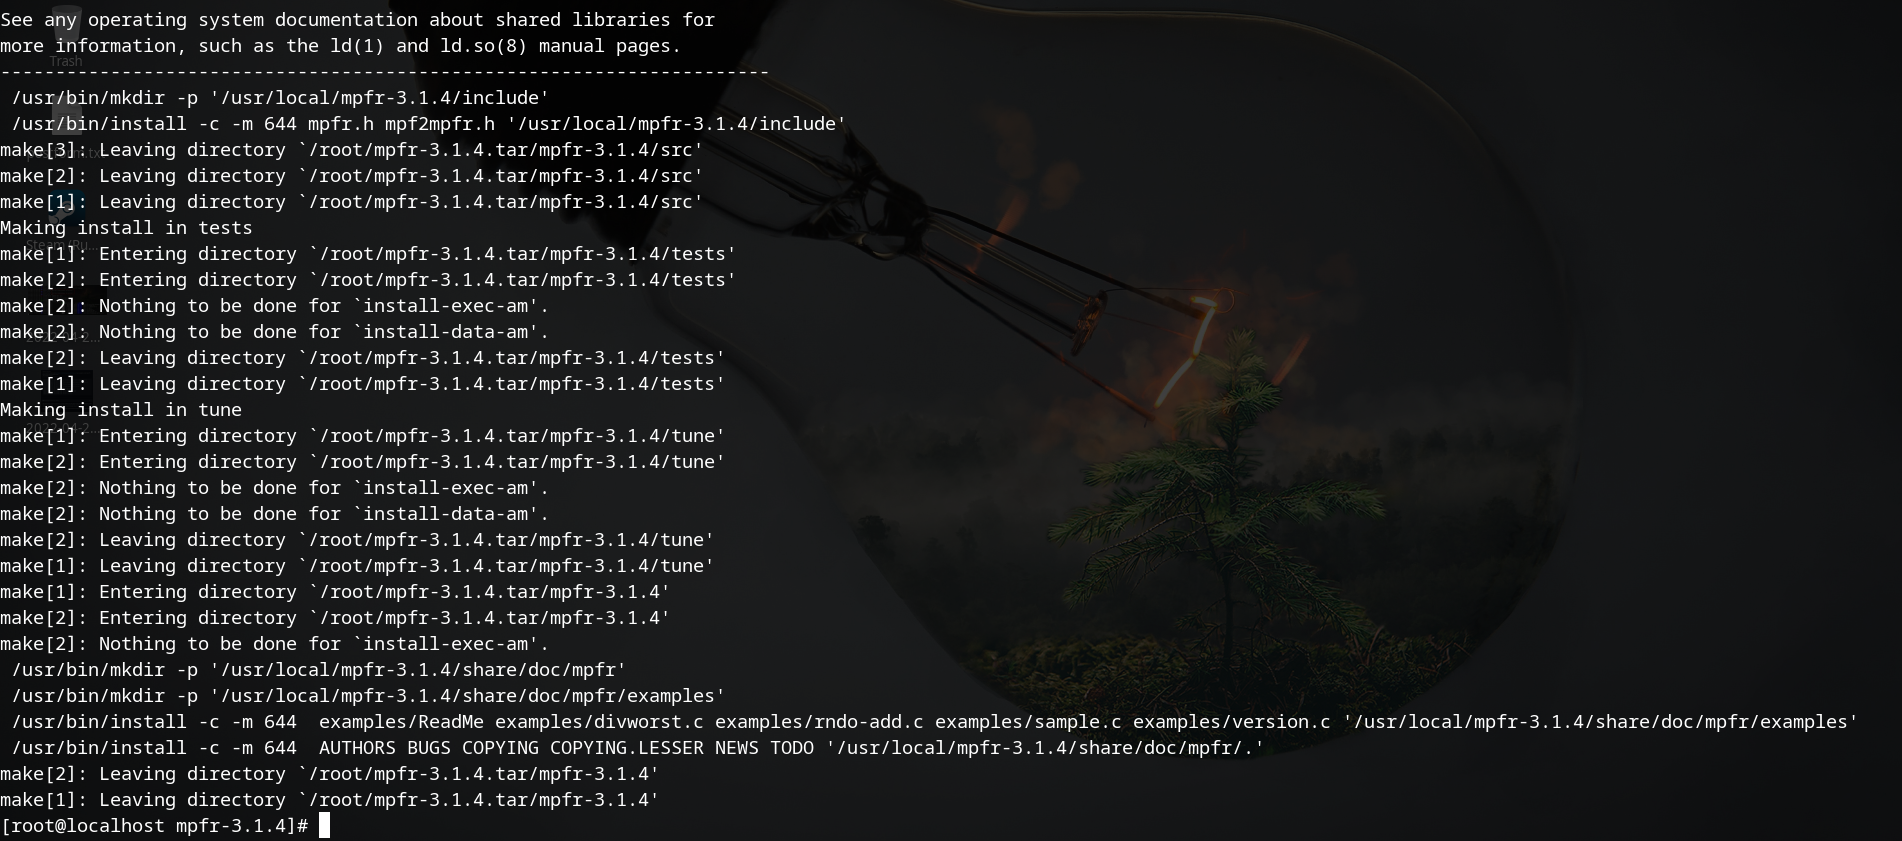 See any operating system documentation about shared libraries for
more information, such as the ld(1) and ld.so(8) manual pages.
----------------------------------------------------------------------
 /usr/bin/mkdir -p '/usr/local/mpfr-3.1.4/include'
 /usr/bin/install -c -m 644 mpfr.h mpf2mpfr.h '/usr/local/mpfr-3.1.4/include'
make[3]: Leaving directory `/root/mpfr-3.1.4.tar/mpfr-3.1.4/src'
make[2]: Leaving directory `/root/mpfr-3.1.4.tar/mpfr-3.1.4/src'
make[1]: Leaving directory `/root/mpfr-3.1.4.tar/mpfr-3.1.4/src'
Making install in tests
make[1]: Entering directory `/root/mpfr-3.1.4.tar/mpfr-3.1.4/tests'
make[2]: Entering directory `/root/mpfr-3.1.4.tar/mpfr-3.1.4/tests'
make[2]: Nothing to be done for `install-exec-am'.
make[2]: Nothing to be done for `install-data-am'.
make[2]: Leaving directory `/root/mpfr-3.1.4.tar/mpfr-3.1.4/tests'
make[1]: Leaving directory `/root/mpfr-3.1.4.tar/mpfr-3.1.4/tests'
Making install in tune
make[1]: Entering directory `/root/mpfr-3.1.4.tar/mpfr-3.1.4/tune'
make[2]: Entering directory `/root/mpfr-3.1.4.tar/mpfr-3.1.4/tune'
make[2]: Nothing to be done for `install-exec-am'.
make[2]: Nothing to be done for `install-data-am'.
make[2]: Leaving directory `/root/mpfr-3.1.4.tar/mpfr-3.1.4/tune'
make[1]: Leaving directory `/root/mpfr-3.1.4.tar/mpfr-3.1.4/tune'
make[1]: Entering directory `/root/mpfr-3.1.4.tar/mpfr-3.1.4'
make[2]: Entering directory `/root/mpfr-3.1.4.tar/mpfr-3.1.4'
make[2]: Nothing to be done for `install-exec-am'.
 /usr/bin/mkdir -p '/usr/local/mpfr-3.1.4/share/doc/mpfr'
 /usr/bin/mkdir -p '/usr/local/mpfr-3.1.4/share/doc/mpfr/examples'
 /usr/bin/install -c -m 644  examples/ReadMe examples/divworst.c examples/rndo-add.c examples/sample.c examples/version.c '/usr/local/mpfr-3.1.4/share/doc/mpfr/examples'
 /usr/bin/install -c -m 644  AUTHORS BUGS COPYING COPYING.LESSER NEWS TODO '/usr/local/mpfr-3.1.4/share/doc/mpfr/.'
make[2]: Leaving directory `/root/mpfr-3.1.4.tar/mpfr-3.1.4'
make[1]: Leaving directory `/root/mpfr-3.1.4.tar/mpfr-3.1.4'
[root@localhost mpfr-3.1.4]#
Trash